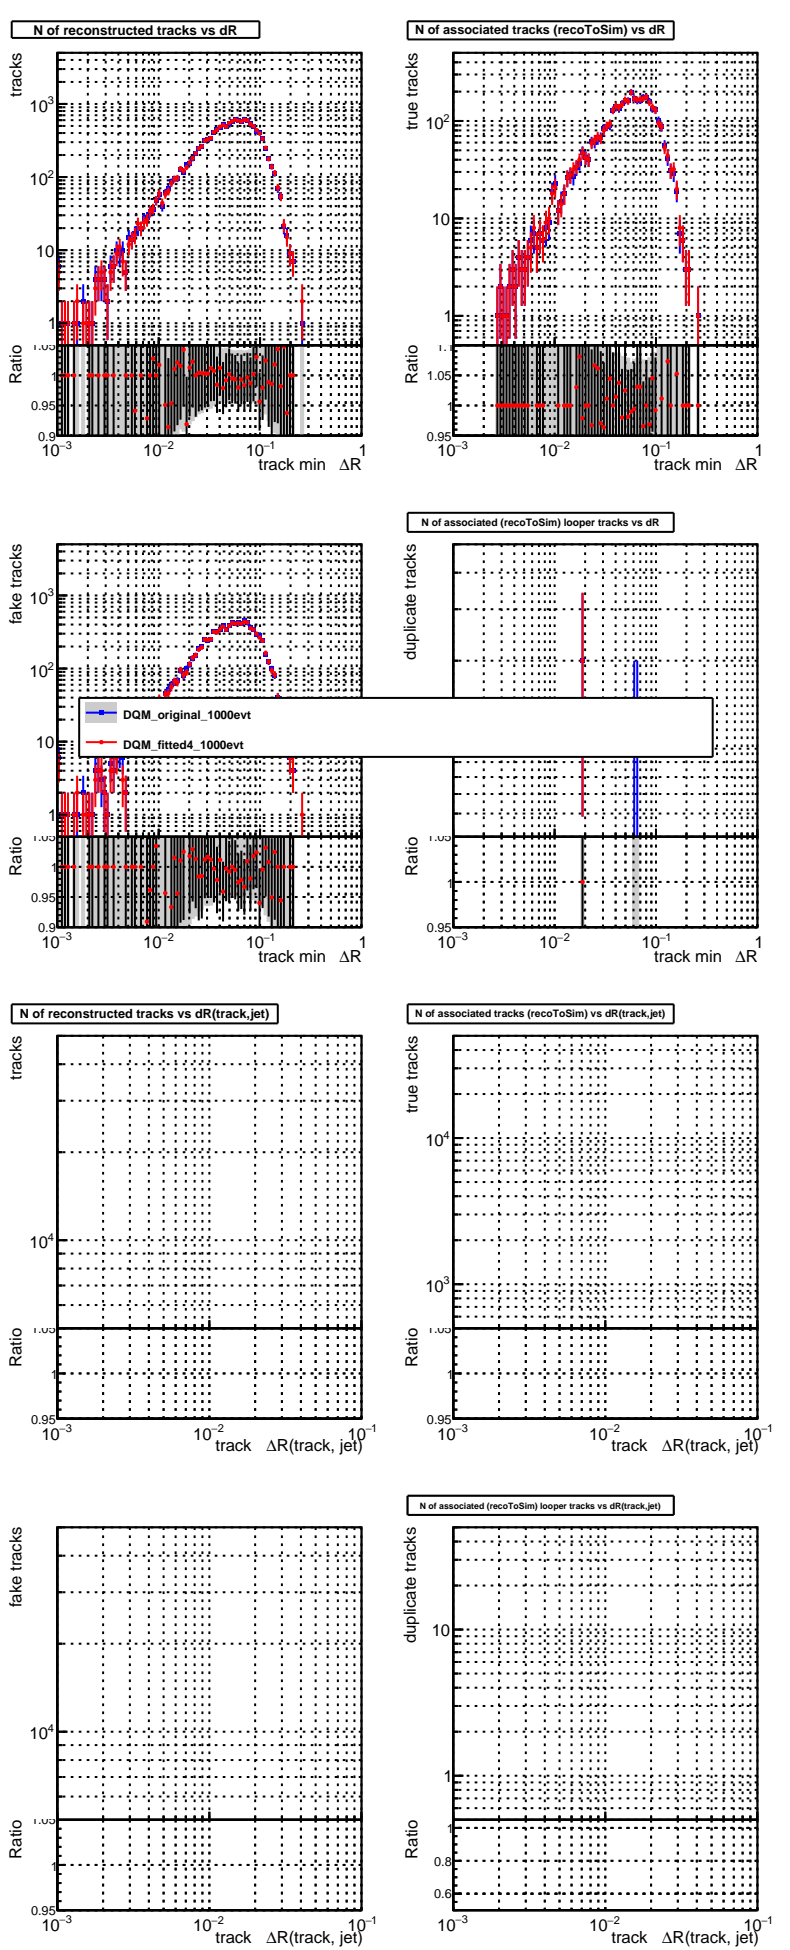 N of reconstructed tracks vs dR
tracks
10³
10²
10
1
Ratio
1.05
1
0.95
0.9
10⁻³ 10⁻² 10⁻¹ 1
track min ΔR
N of associated tracks (recoToSim) vs dR
true tracks
10²
10
1
Ratio
1.1
1.05
1
0.95
10⁻³ 10⁻² 10⁻¹ 1
track min ΔR
fake tracks
10³
10²
10
1
Ratio
1.05
1
0.95
0.9
10⁻³ 10⁻² 10⁻¹ 1
track min ΔR
N of associated (recoToSim) looper tracks vs dR
duplicate tracks
Ratio
1.05
1
0.95
10⁻³ 10⁻² 10⁻¹ 1
track min ΔR
DQM_original_1000evt
DQM_fitted4_1000evt
N of reconstructed tracks vs dR(track,jet)
tracks
10⁴
Ratio
1.05
1
0.95
10⁻³ 10⁻² 10⁻¹
track ΔR(track, jet)
N of associated tracks (recoToSim) vs dR(track,jet)
true tracks
10⁴
10³
Ratio
1.05
1
0.95
10⁻³ 10⁻² 10⁻¹
track ΔR(track, jet)
fake tracks
10⁴
Ratio
1.05
1
0.95
10⁻³ 10⁻² 10⁻¹
track ΔR(track, jet)
N of associated (recoToSim) looper tracks vs dR(track,jet)
duplicate tracks
10
1
Ratio
1
0.8
0.6
10⁻³ 10⁻² 10⁻¹
track ΔR(track, jet)